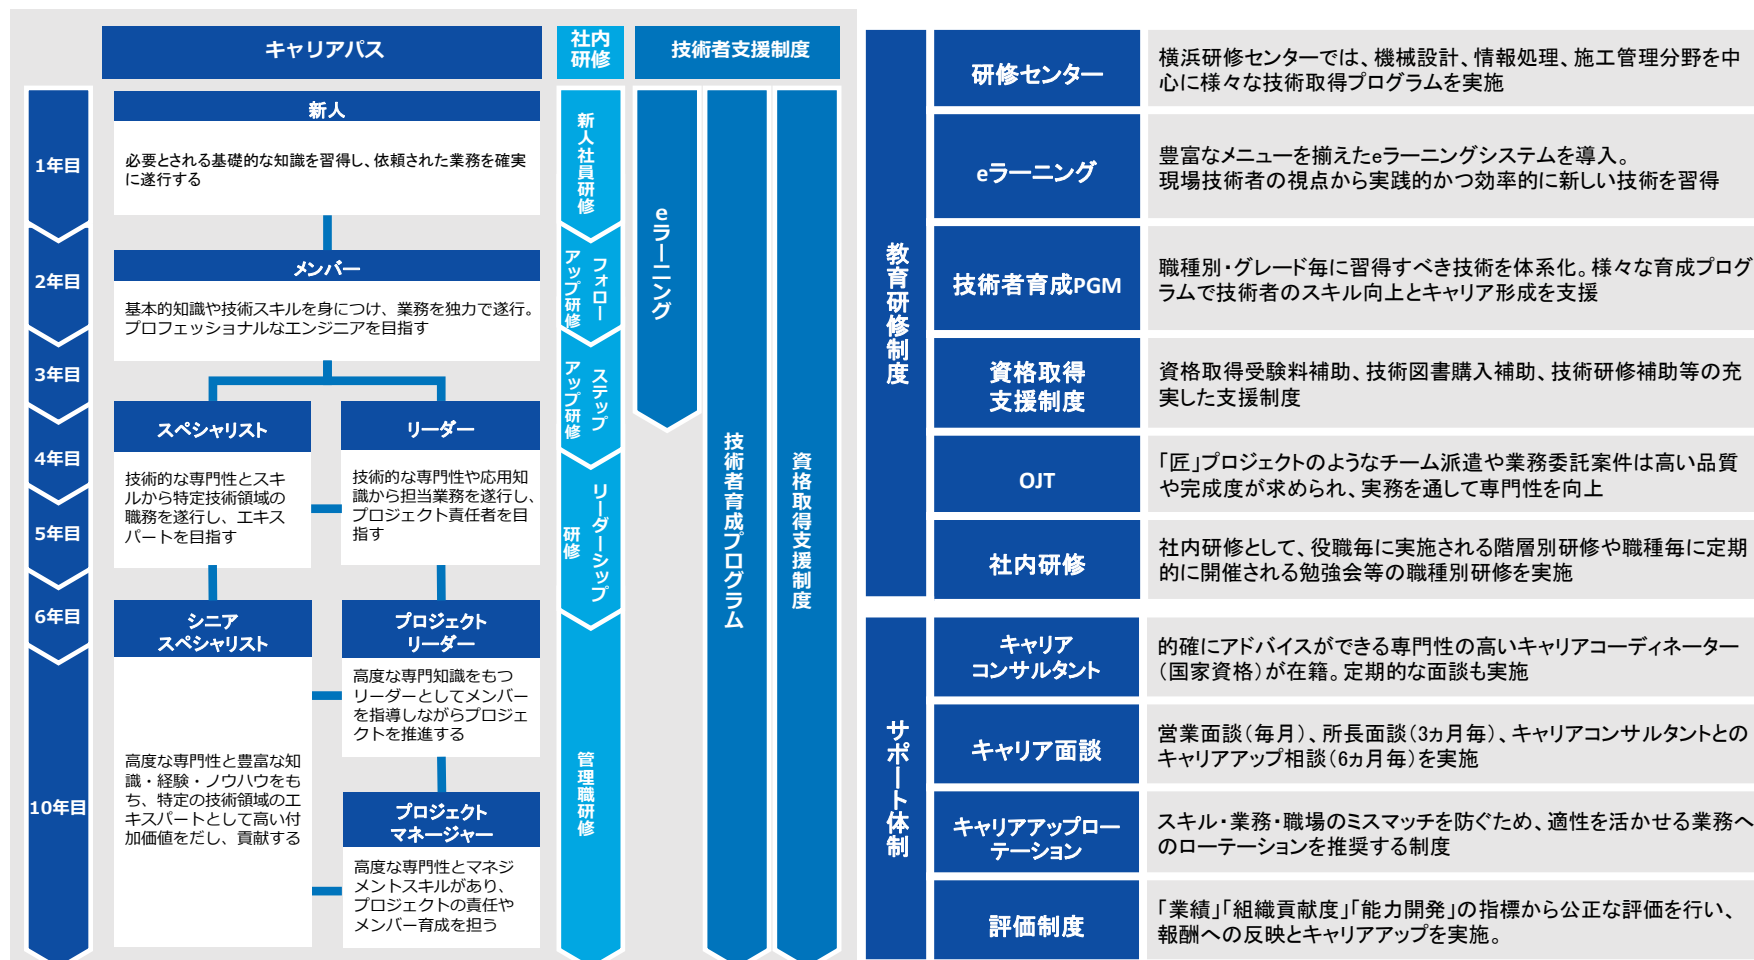 キャリアパス
社内
研修
技術者支援制度
1年目
2年目
3年目
4年目
5年目
6年目
10年目
新人
必要とされる基礎的な知識を習得し、依頼された業務を確実
に遂行する
メンバー
基本的知識や技術スキルを身につけ、業務を独力で遂行。
プロフェッショナルなエンジニアを目指す
スペシャリスト
技術的な専門性とスキ
ルから特定技術領域の
職務を遂行し、エキス
パートを目指す
リーダー
技術的な専門性や応用知
識から担当業務を遂行し、
プロジェクト責任者を目
指す
シニア
スペシャリスト
高度な専門性と豊富な知
識・経験・ノウハウをも
ち、特定の技術領域のエ
キスパートとして高い付
加価値をだし、貢献する
プロジェクト
リーダー
高度な専門知識をもつ
リーダーとしてメンバー
を指導しながらプロジェ
クトを推進する
プロジェクト
マネージャー
高度な専門性とマネジ
メントスキルがあり、
プロジェクトの責任や
メンバー育成を担う
新人社員研修
フォロー
アップ研修
ステップ
アップ研修
リーダーシップ
研修
管理職研修
eラーニング
技術者育成プログラム
資格取得支援制度
教育研修制度
研修センター
横浜研修センターでは、機械設計、情報処理、施工管理分野を中
心に様々な技術取得プログラムを実施
eラーニング
豊富なメニューを揃えたeラーニングシステムを導入。
現場技術者の視点から実践的かつ効率的に新しい技術を習得
技術者育成PGM
職種別・グレード毎に習得すべき技術を体系化。様々な育成プログ
ラムで技術者のスキル向上とキャリア形成を支援
資格取得
支援制度
資格取得受験料補助、技術図書購入補助、技術研修補助等の充
実した支援制度
OJT
「匠」プロジェクトのようなチーム派遣や業務委託案件は高い品質
や完成度が求められ、実務を通して専門性を向上
社内研修
社内研修として、役職毎に実施される階層別研修や職種毎に定期
的に開催される勉強会等の職種別研修を実施
サポート体制
キャリア
コンサルタント
的確にアドバイスができる専門性の高いキャリアコーディネーター
(国家資格)が在籍。定期的な面談も実施
キャリア面談
営業面談(毎月)、所長面談(3ヵ月毎)、キャリアコンサルタントとの
キャリアアップ相談(6ヵ月毎)を実施
キャリアアップロー
テーション
スキル・業務・職場のミスマッチを防ぐため、適性を活かせる業務へ
のローテーションを推奨する制度
評価制度
「業績」「組織貢献度」「能力開発」の指標から公正な評価を行い、
報酬への反映とキャリアアップを実施。